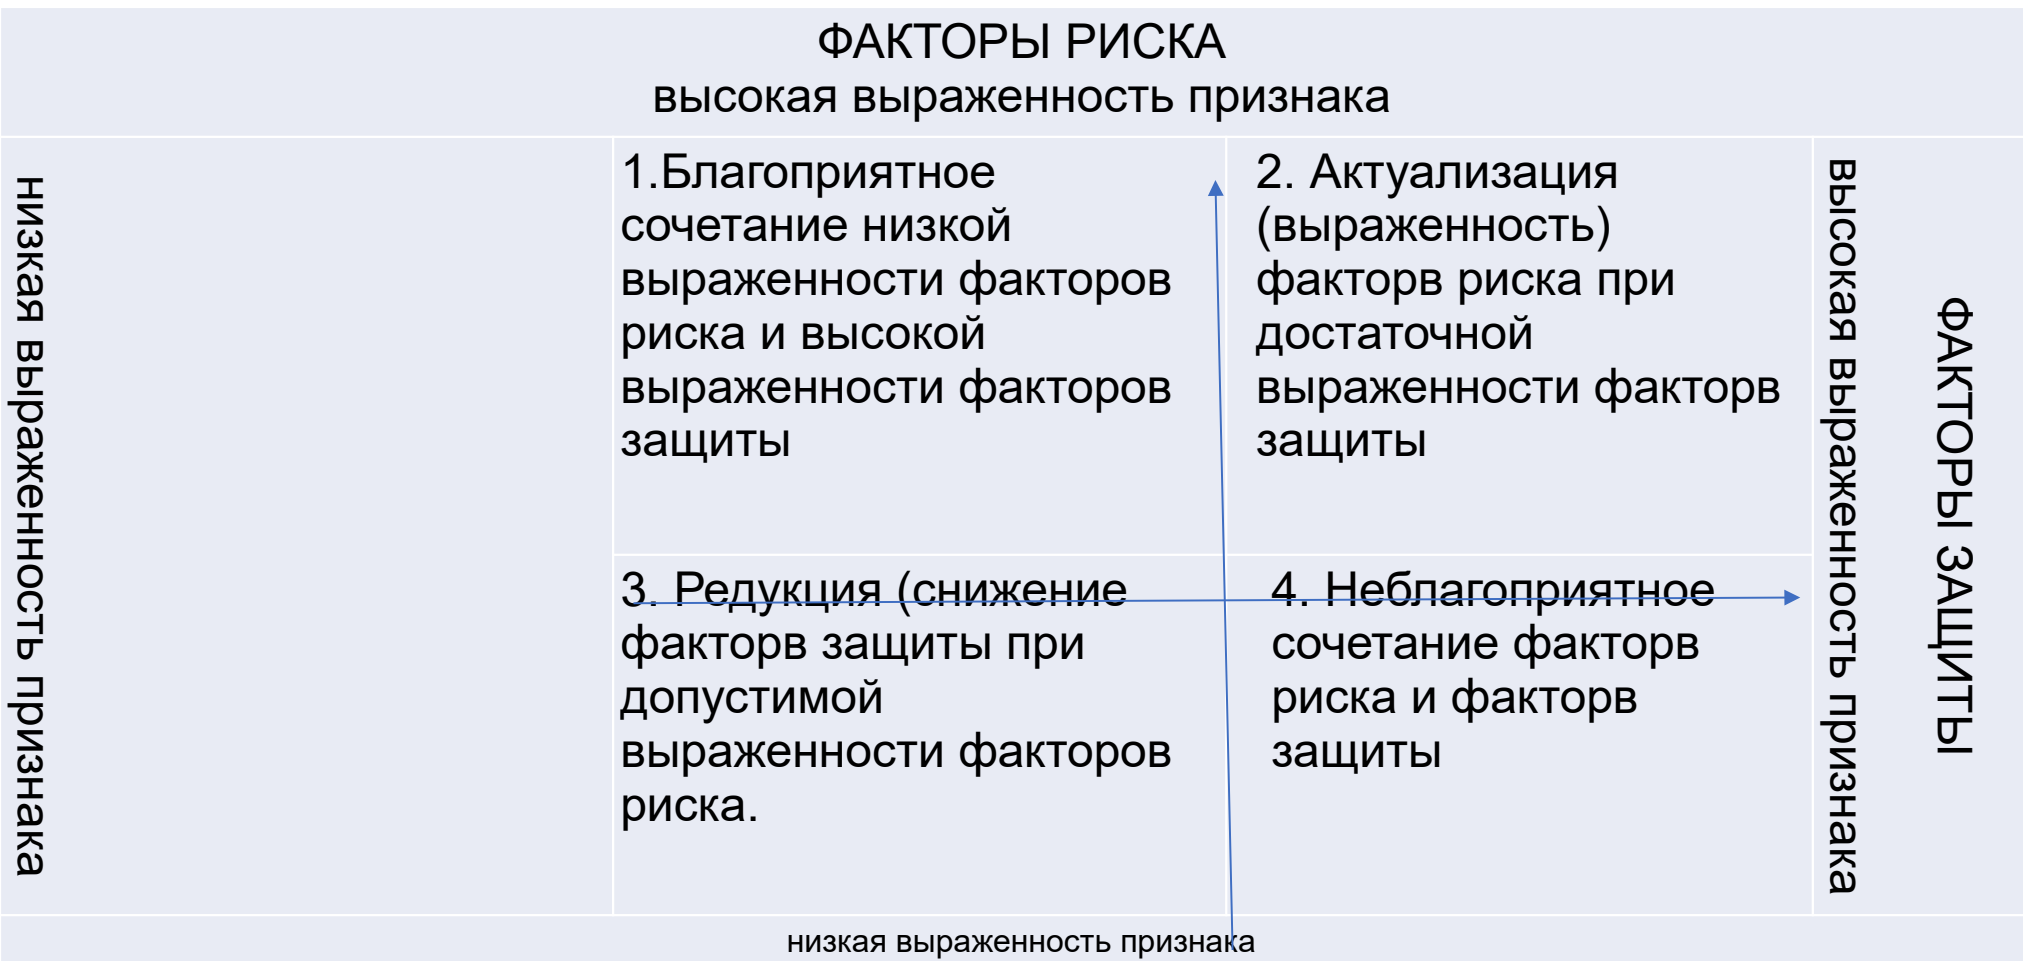 ФАКТОРЫ РИСКА
высокая выраженность признака
низкая выраженность признака
1.Благоприятное
сочетание низкой
выраженности факторов
риска и высокой
выраженности факторов
защиты
2. Актуализация
(выраженность)
факторв риска при
достаточной
выраженности факторв
защиты
3. Редукция (снижение
факторв защиты при
допустимой
выраженности факторов
риска.
4. Неблагоприятное
сочетание факторв
риска и факторв
защиты
высокая выраженность признака
ФАКТОРЫ ЗАЩИТЫ
низкая выраженность признака